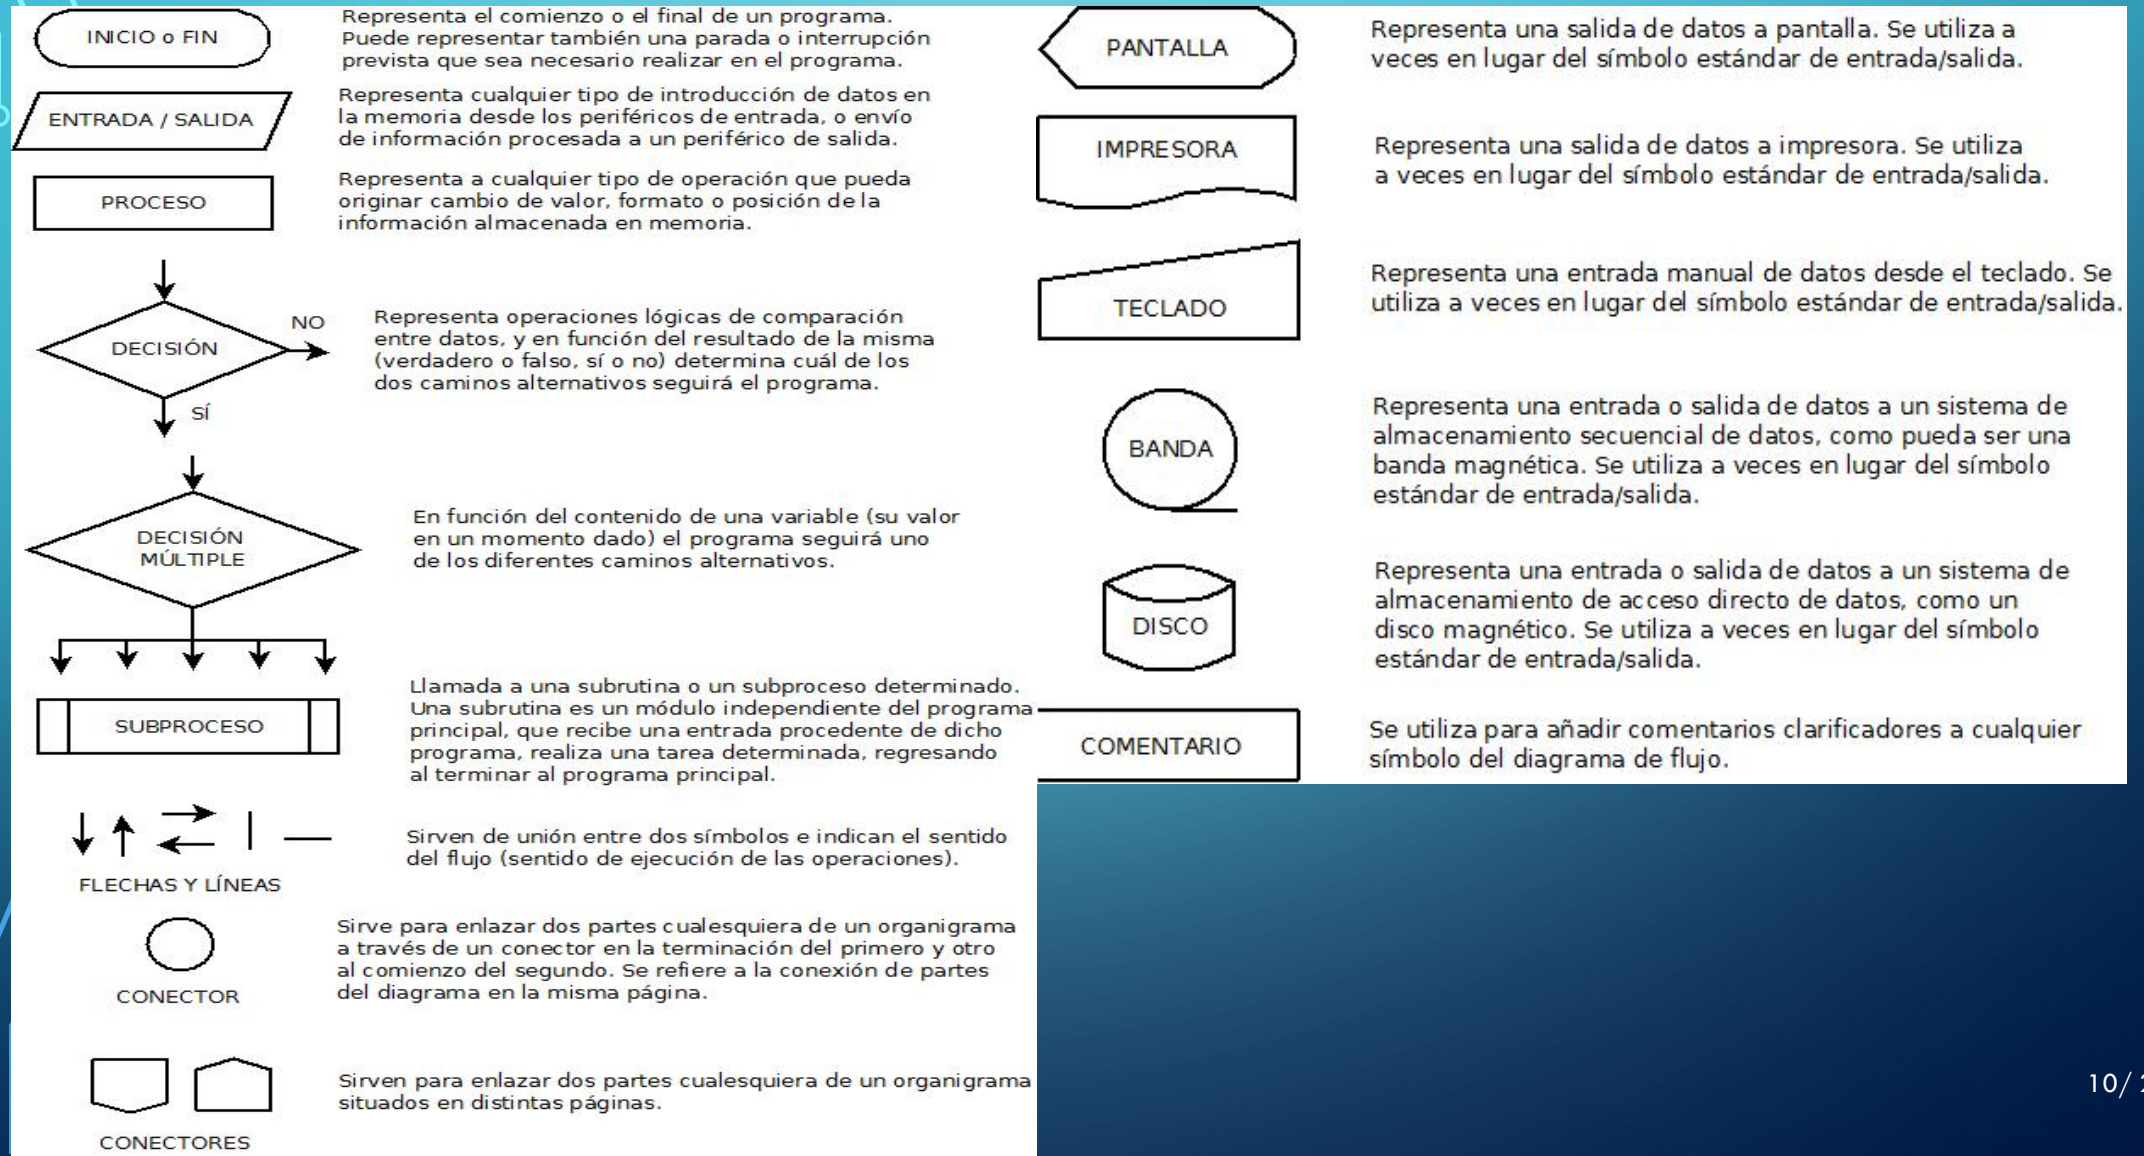 INICIO o FIN
Representa el comienzo o el final de un programa.
Puede representar también una parada o interrupción
prevista que sea necesario realizar en el programa.
ENTRADA / SALIDA
Representa cualquier tipo de introducción de datos en
la memoria desde los periféricos de entrada, o envío
de información procesada a un periférico de salida.
PROCESO
Representa a cualquier tipo de operación que pueda
originar cambio de valor, formato o posición de la
información almacenada en memoria.
DECISIÓN
NO
SÍ
Representa operaciones lógicas de comparación
entre datos, y en función del resultado de la misma
(verdadero o falso, sí o no) determina cuál de los
dos caminos alternativos seguirá el programa.
DECISIÓN
MÚLTIPLE
En función del contenido de una variable (su valor
en un momento dado) el programa seguirá uno
de los diferentes caminos alternativos.
SUBPROCESO
Llamada a una subrutina o un subproceso determinado.
Una subrutina es un módulo independiente del programa
principal, que recibe una entrada procedente de dicho
programa, realiza una tarea determinada, regresando
al terminar al programa principal.
FLECHAS Y LÍNEAS
Sirven de unión entre dos símbolos e indican el sentido
del flujo (sentido de ejecución de las operaciones).
CONECTOR
Sirve para enlazar dos partes cualesquiera de un organigrama
a través de un conector en la terminación del primero y otro
al comienzo del segundo. Se refiere a la conexión de partes
del diagrama en la misma página.
CONECTORES
Sirven para enlazar dos partes cualesquiera de un organigrama
situados en distintas páginas.
PANTALLA
Representa una salida de datos a pantalla. Se utiliza a
veces en lugar del símbolo estándar de entrada/salida.
IMPRESORA
Representa una salida de datos a impresora. Se utiliza
a veces en lugar del símbolo estándar de entrada/salida.
TECLADO
Representa una entrada manual de datos desde el teclado. Se
utiliza a veces en lugar del símbolo estándar de entrada/salida.
BANDA
Representa una entrada o salida de datos a un sistema de
almacenamiento secuencial de datos, como pueda ser una
banda magnética. Se utiliza a veces en lugar del símbolo
estándar de entrada/salida.
DISCO
Representa una entrada o salida de datos a un sistema de
almacenamiento de acceso directo de datos, como un
disco magnético. Se utiliza a veces en lugar del símbolo
estándar de entrada/salida.
COMENTARIO
Se utiliza para añadir comentarios clarificadores a cualquier
símbolo del diagrama de flujo.
10/